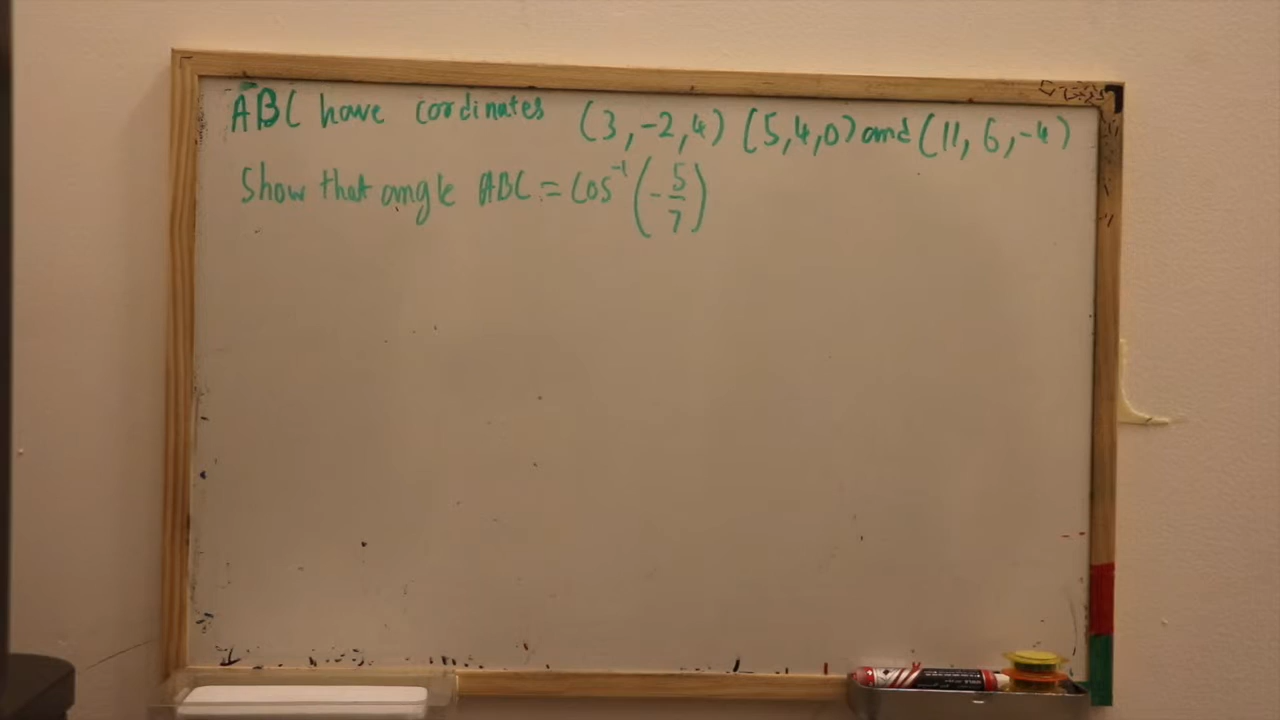 ABC have cordinates (3,-2,4) (5,4,0) and (11, 6, -4)
Show that angle ABC = Cos⁻¹ (-5/7)